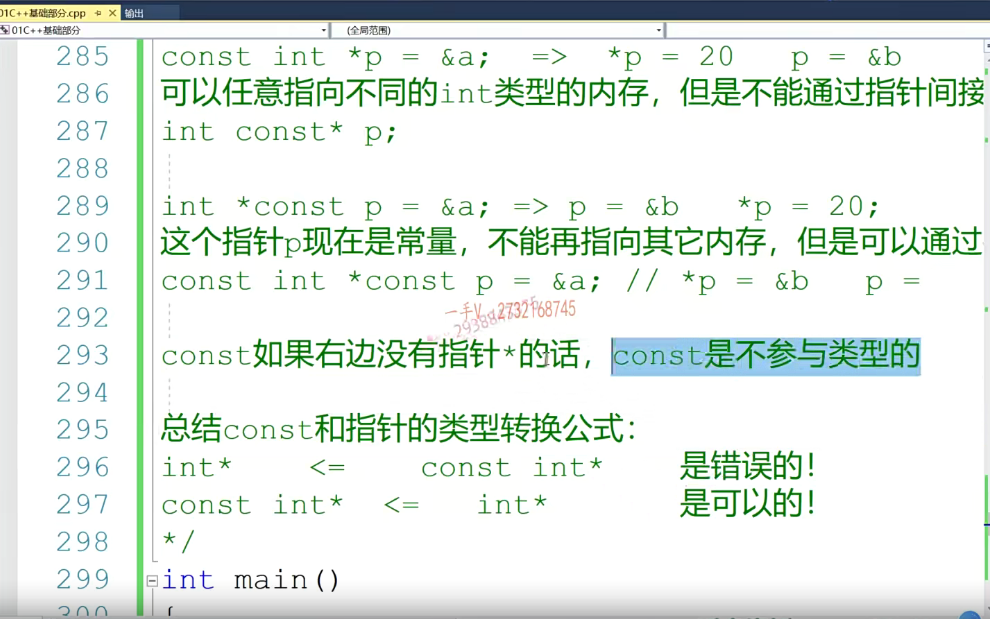 01C++基础部分.cpp 输出
01C++基础部分 (全局范围)
285 const int *p = &a; => *p = 20 p = &b
286 可以任意指向不同的int类型的内存，但是不能通过指针间接
287 int const* p;
288
289 int *const p = &a; => p = &b *p = 20;
290 这个指针p现在是常量，不能再指向其它内存，但是可以通过
291 const int *const p = &a; // *p = &b p =
292
一手V：2732168745
293 const如果右边没有指针*的话，const是不参与类型的
294
295 总结const和指针的类型转换公式：
296 int* <= const int* 是错误的！
297 const int* <= int* 是可以的！
298 */
299 int main()
300 {